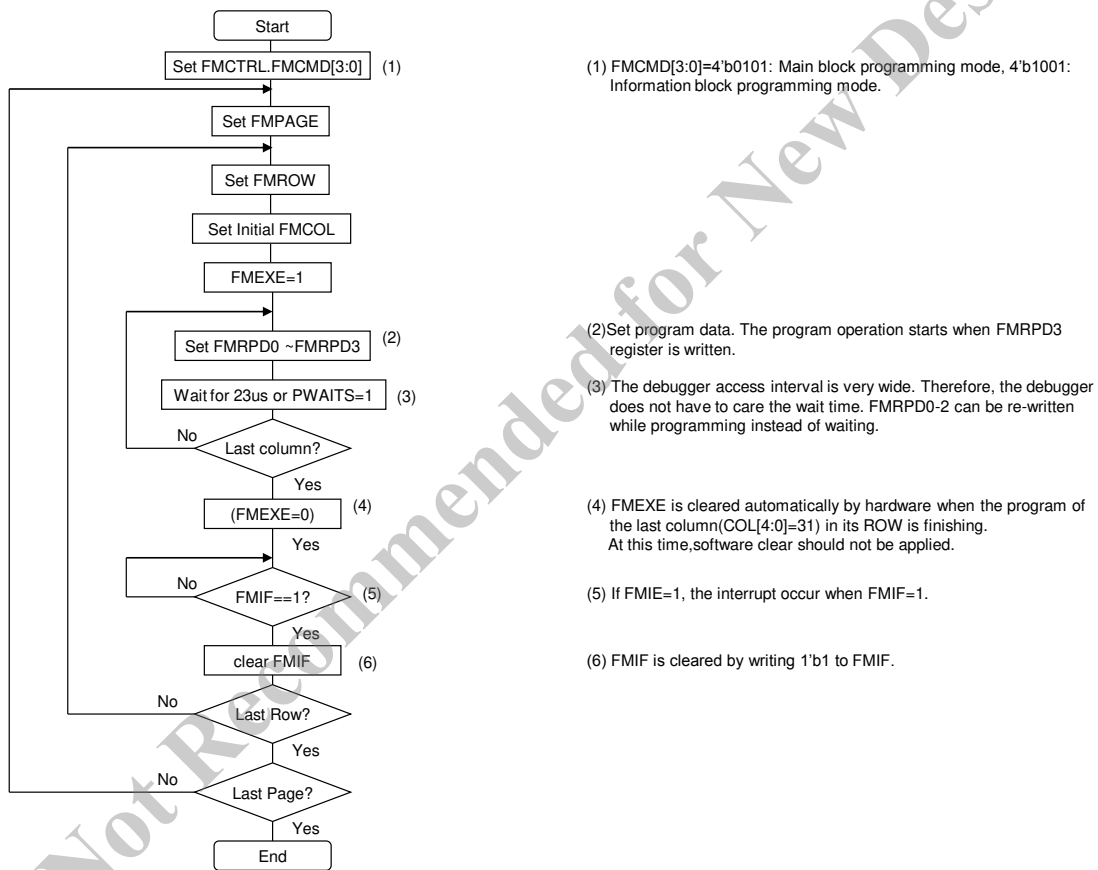 Start
Set FMCTRL.FMCMD[3:0] (1)
(1) FMCMD[3:0]=4'b0101: Main block programming mode, 4'b1001:
Information block programming mode.
Set FMPAGE
Set FMROW
Set Initial FMCOL
FMEXE=1
Set FMRPD0 ~FMRPD3 (2)
(2)Set program data. The program operation starts when FMRPD3
register is written.
Wait for 23us or PWAITS=1 (3)
(3) The debugger access interval is very wide. Therefore, the debugger
does not have to care the wait time. FMRPD0-2 can be re-written
while programming instead of waiting.
No
Last column?
Yes
(FMEXE=0) (4)
(4) FMEXE is cleared automatically by hardware when the program of
the last column(COL[4:0]=31) in its ROW is finishing.
At this time,software clear should not be applied.
Yes
No
FMIF==1? (5)
(5) If FMIE=1, the interrupt occur when FMIF=1.
Yes
clear FMIF (6)
(6) FMIF is cleared by writing 1'b1 to FMIF.
No
Last Row?
Yes
No
Last Page?
Yes
End
Not Recommended for New Des